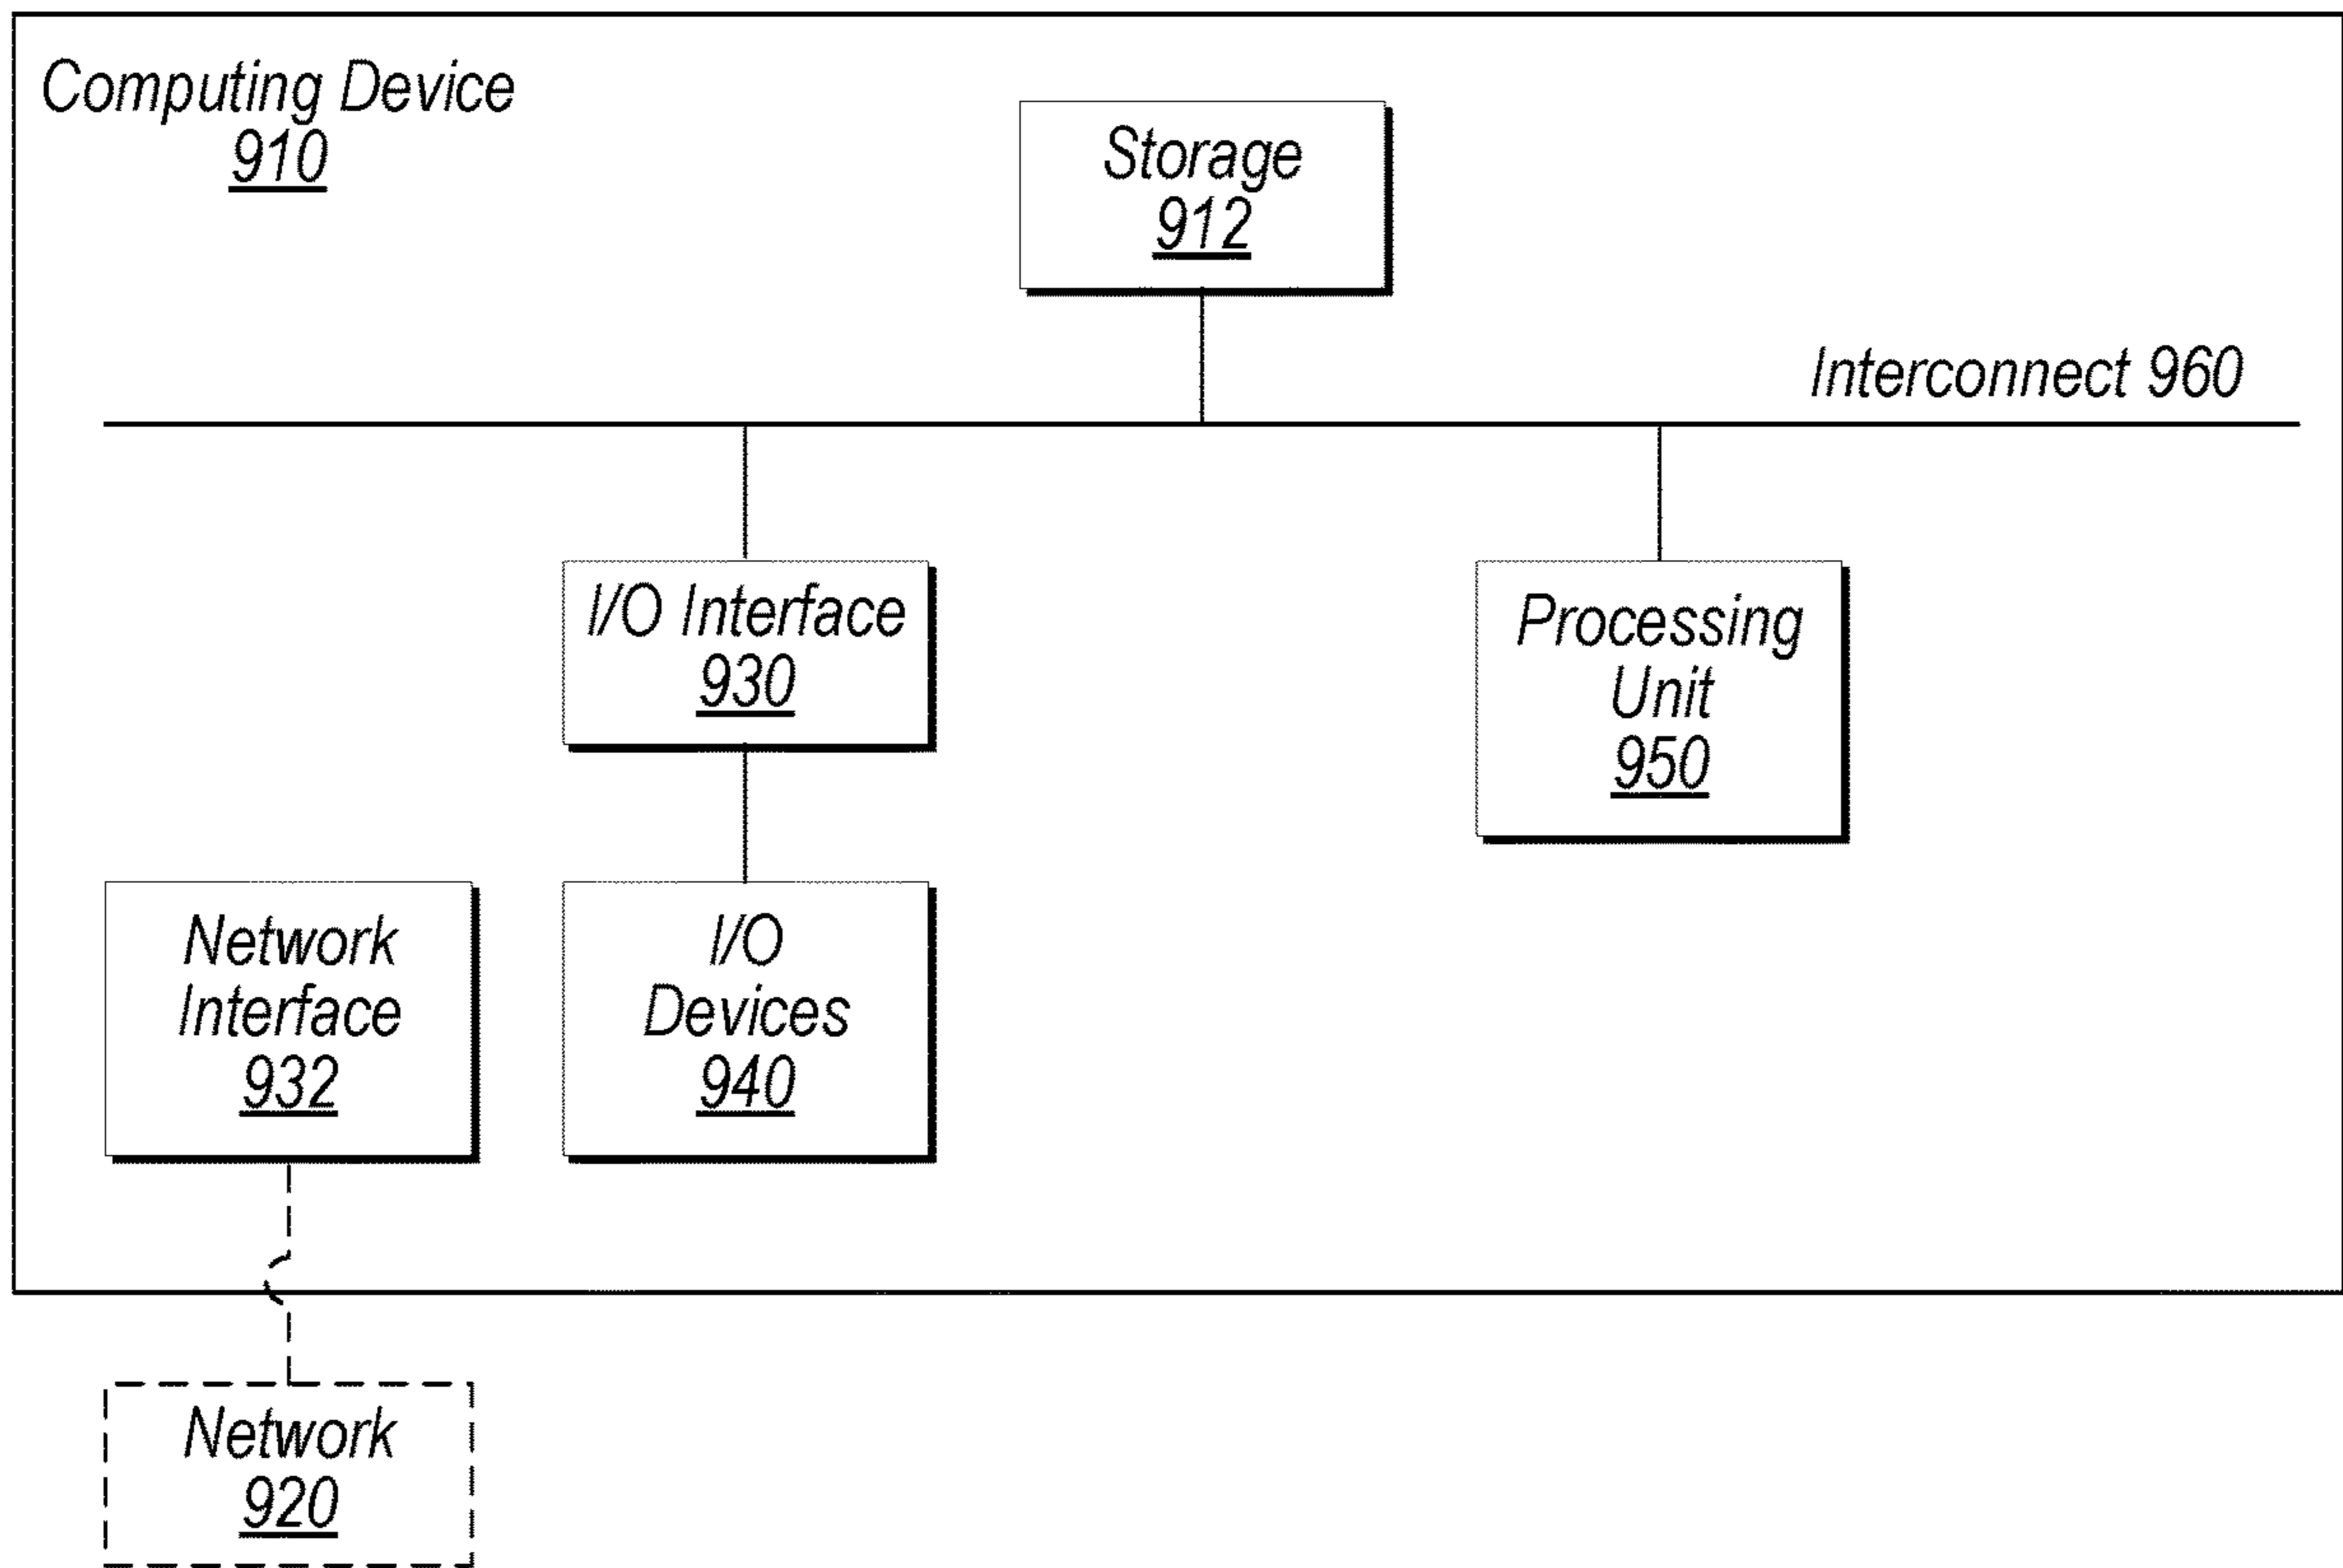 Computing Device
910
Storage
912
Interconnect 960
I/O Interface
930
Processing
Unit
950
Network
Interface
932
I/O
Devices
940
Network
920